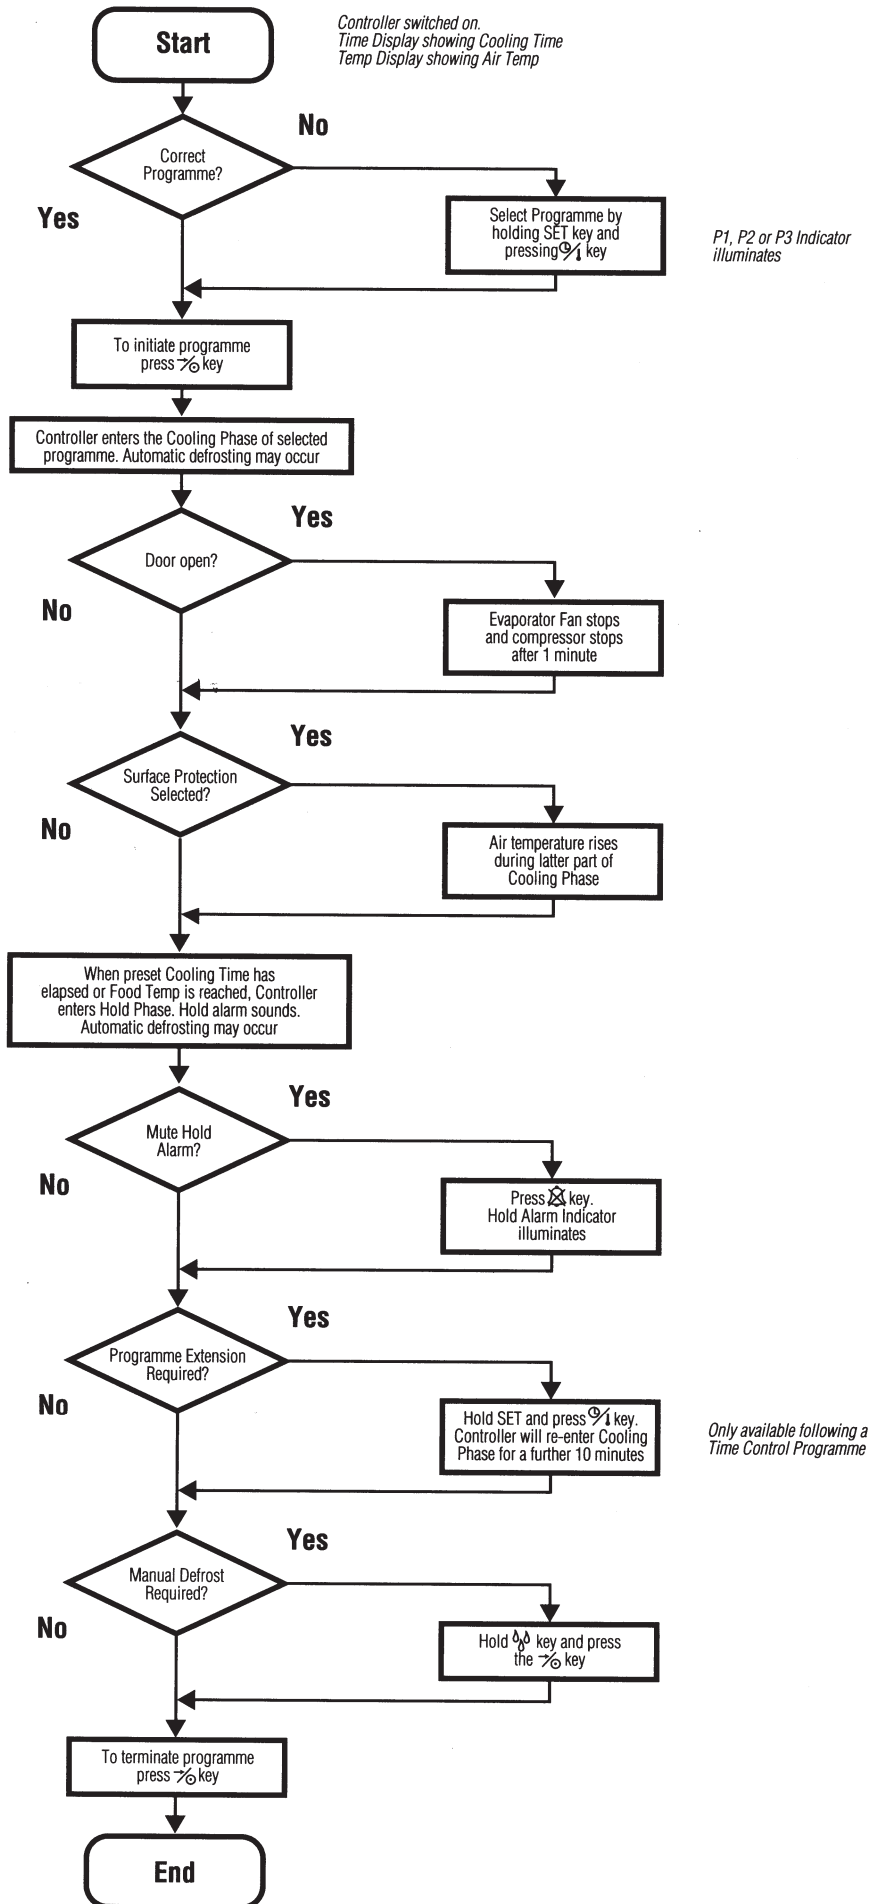 Start
Controller switched on.
Time Display showing Cooling Time
Temp Display showing Air Temp
No
Correct
Programme?
Yes
Select Programme by
holding SET key and
pressing key
P1, P2 or P3 Indicator
illuminates
To initiate programme
press key
Controller enters the Cooling Phase of selected
programme. Automatic defrosting may occur
Yes
Door open?
No
Evaporator Fan stops
and compressor stops
after 1 minute
Yes
Surface Protection
Selected?
No
Air temperature rises
during latter part of
Cooling Phase
When preset Cooling Time has
elapsed or Food Temp is reached, Controller
enters Hold Phase. Hold alarm sounds.
Automatic defrosting may occur
Yes
Mute Hold
Alarm?
No
Press key.
Hold Alarm Indicator
illuminates
Yes
Programme Extension
Required?
No
Hold SET and press key.
Controller will re-enter Cooling
Phase for a further 10 minutes
Only available following a
Time Control Programme
Yes
Manual Defrost
Required?
No
Hold key and press
the key
To terminate programme
press key
End